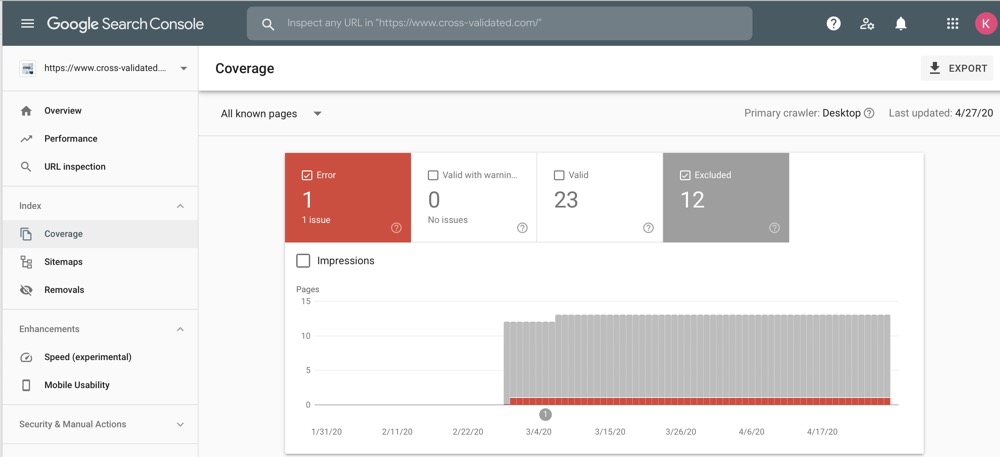 Google Search Console
Inspect any URL in "https://www.cross-validated.com/"
K
https://www.cross-validated....
Coverage
EXPORT
Overview
Performance
URL inspection
Index
Coverage
Sitemaps
Removals
Enhancements
Speed (experimental)
Mobile Usability
Security & Manual Actions
All known pages
Primary crawler: Desktop
Last updated: 4/27/20
Error
1
1 issue
Valid with warnin...
0
No issues
Valid
23
Excluded
12
Impressions
Pages
15
10
5
0
1
1/31/20 2/11/20 2/22/20 3/4/20 3/15/20 3/26/20 4/6/20 4/17/20